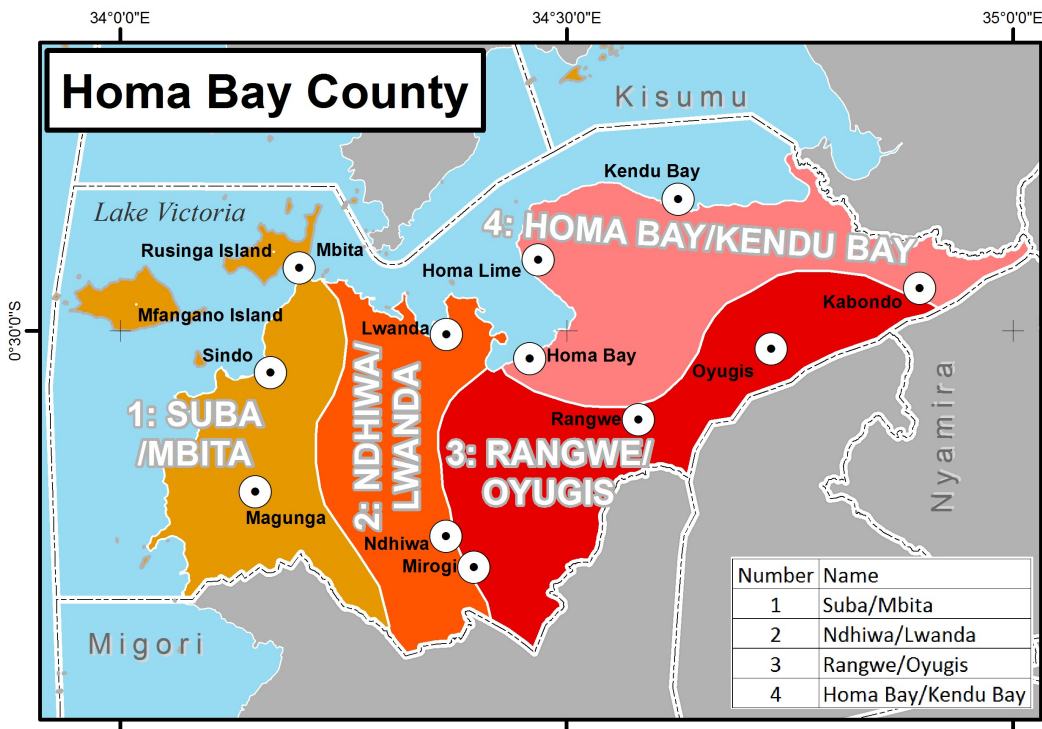 34°0'0"E
34°30'0"E
35°0'0"E
Homa Bay County
Kisumu
Kendu Bay
Lake Victoria
4: HOMA BAY/KENDU BAY
Rusinga Island
Mbita
Homa Lime
Kabondo
Mfangano Island
0°30'0"S
Lwanda
Sindo
Homa Bay
Oyugis
2: NDHIWA/
LWANDA
1: SUBA
/MBITA
Rangwe
3: RANGWE/
OYUGIS
Nyamira
Magunga
Ndhiwa
Mirogi
Migori
Number Name
1 Suba/Mbita
2 Ndhiwa/Lwanda
3 Rangwe/Oyugis
4 Homa Bay/Kendu Bay